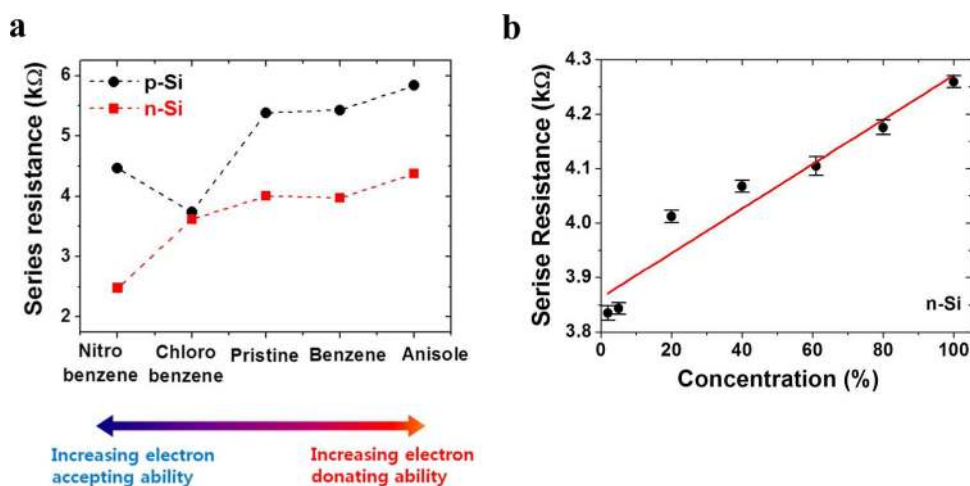 a
Series resistance (kΩ)
6
5
4
3
2
p-Si
n-Si
Nitro
benzene
Chloro
benzene
Pristine
Benzene
Anisole
Increasing electron
accepting ability
Increasing electron
donating ability
b
Serise Resistance (kΩ)
4.3
4.2
4.1
4.0
3.9
3.8
n-Si
0
20
40
60
80
100
Concentration (%)